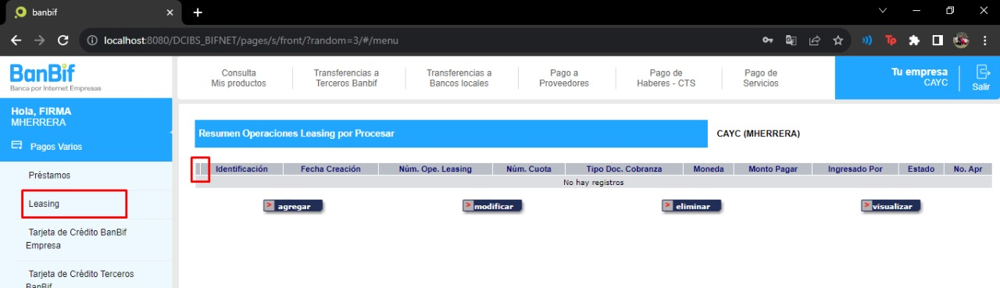 banbif
localhost:8080/DCIBS_BIFNET/pages/s/front/?random=3/#/menu
Tp
BanBif
Banca por Internet Empresas
Consulta
Mis productos
Transferencias a
Terceros Banbif
Transferencias a
Bancos locales
Pago a
Proveedores
Pago de
Haberes - CTS
Pago de
Servicios
Tu empresa
CAYC
Salir
Hola, FIRMA
MHERRERA
Pagos Varios
Préstamos
Leasing
Tarjeta de Crédito BanBif
Empresa
Tarjeta de Crédito Terceros
BanBif
Resumen Operaciones Leasing por Procesar
CAYC (MHERRERA)
Identificación Fecha Creación Núm. Ope. Leasing Núm. Cuota Tipo Doc. Cobranza Moneda Monto Pagar Ingresado Por Estado No. Apr
No hay registros
> agregar > modificar > eliminar > visualizar